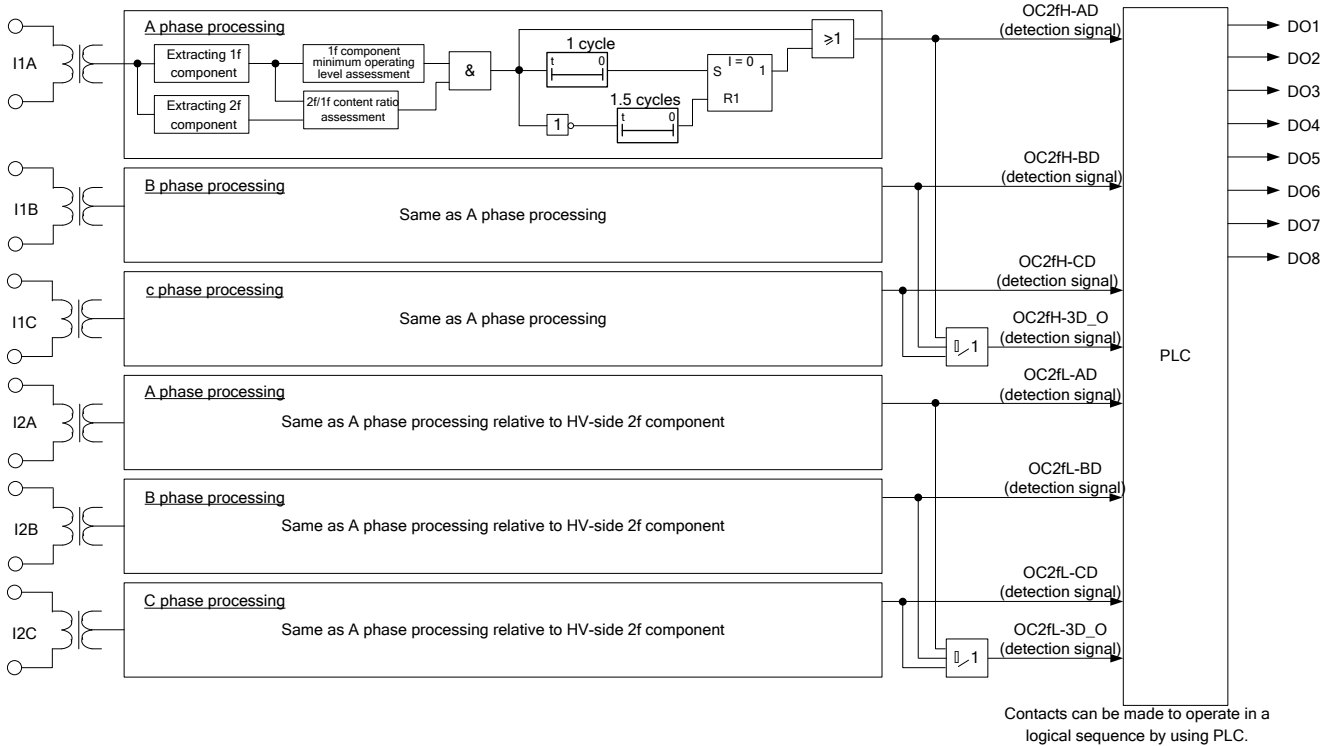 A phase processing
I1A
Extracting 1f
component
Extracting 2f
component
1f component
minimum operating
level assessment
2f/1f content ratio
assessment
&
1 cycle
t 0
1.5 cycles
t 0
1
S I = 0 1
R1
≥1
OC2fH-AD
(detection signal)
I1B
B phase processing
Same as A phase processing
OC2fH-BD
(detection signal)
I1C
c phase processing
Same as A phase processing
OC2fH-CD
(detection signal)
1
OC2fH-3D_O
(detection signal)
I2A
A phase processing
Same as A phase processing relative to HV-side 2f component
OC2fL-AD
(detection signal)
I2B
B phase processing
Same as A phase processing relative to HV-side 2f component
OC2fL-BD
(detection signal)
I2C
C phase processing
Same as A phase processing relative to HV-side 2f component
OC2fL-CD
(detection signal)
1
OC2fL-3D_O
(detection signal)
PLC
DO1
DO2
DO3
DO4
DO5
DO6
DO7
DO8
Contacts can be made to operate in a
logical sequence by using PLC.